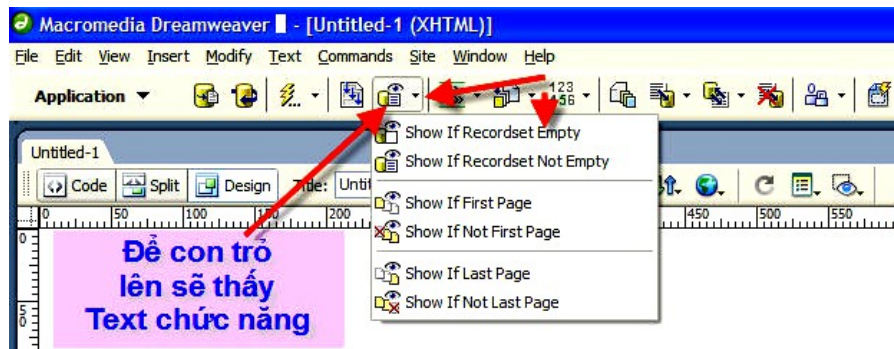 Macromedia Dreamweaver - [Untitled-1 (XHTML)]
File Edit View Insert Modify Text Commands Site Window Help
Application
Untitled-1
Code Split Design Title:
0 50 100 150 200 450 500 550
Show If Recordset Empty
Show If Recordset Not Empty
Show If First Page
Show If Not First Page
Show If Last Page
Show If Not Last Page
Để con trỏ
lên sẽ thấy
Text chức năng